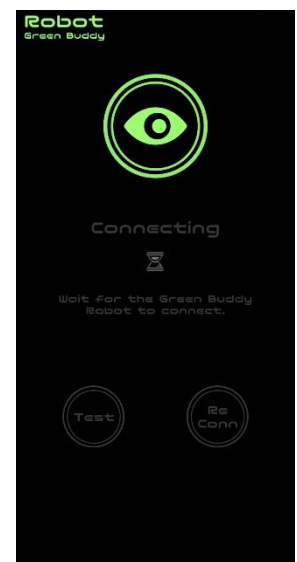 Robot
Green Buddy
Connecting
Wait for the Green Buddy
Robot to connect.
Test
Re
Conn